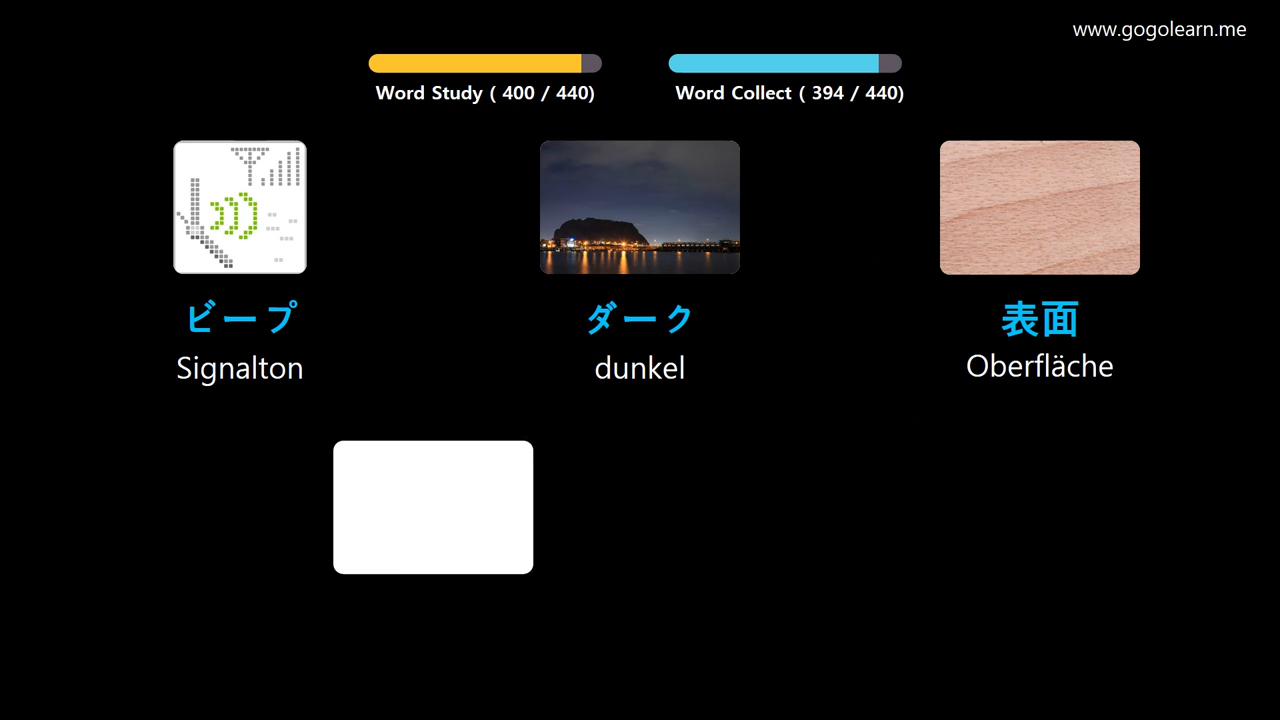 www.gogolearn.me
Word Study ( 400 / 440)
Word Collect ( 394 / 440)
ビープ
ダーク
表面
Signalton
dunkel
Oberfläche